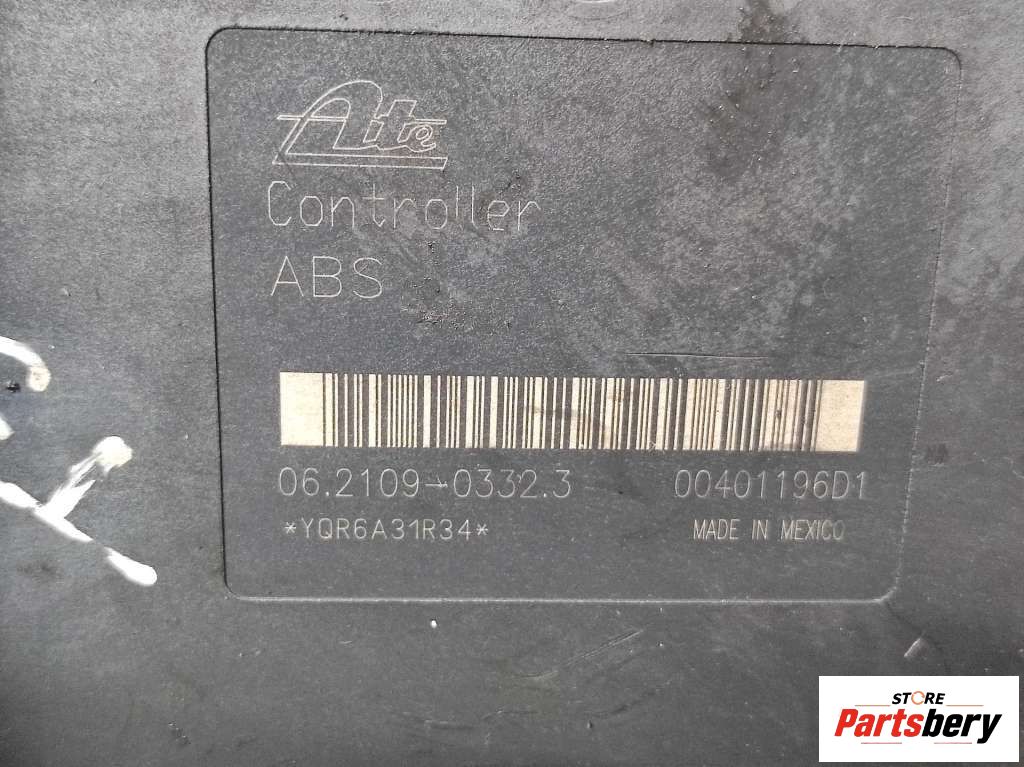 Ate
Controller
ABS
06.2109-0332.3 00401196D1
*YQR6A31R34* MADE IN MEXICO
STORE
Partsbery